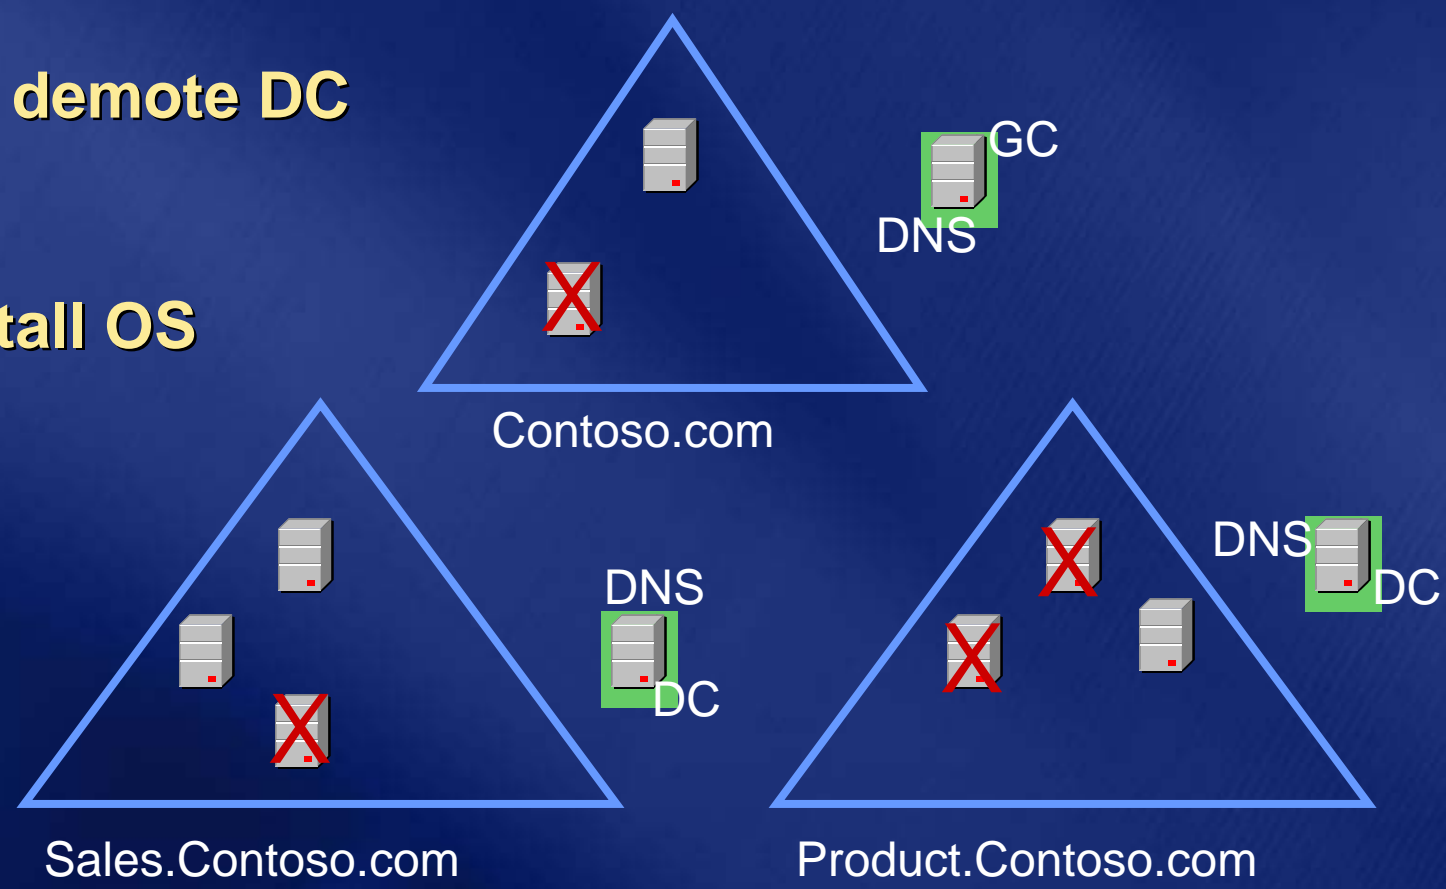 demote DC
GC
DNS
tall OS
Contoso.com
DNS
DC
DNS
DC
Sales.Contoso.com
Product.Contoso.com